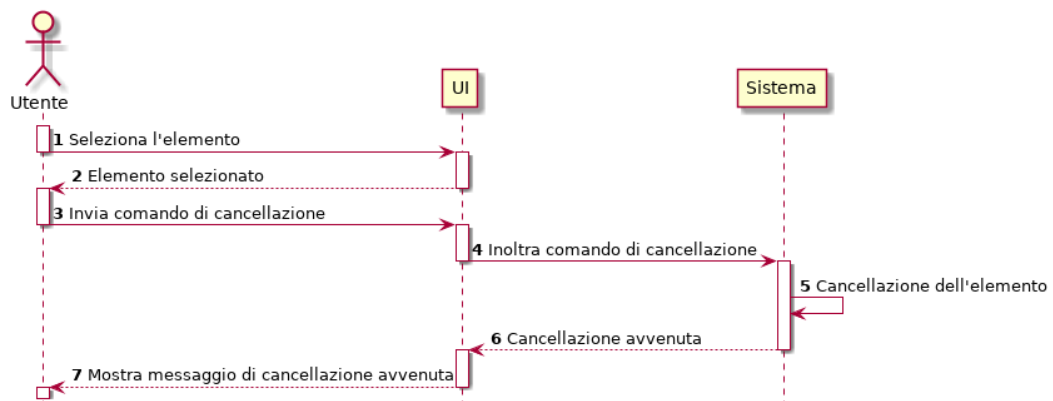 Utente
UI
Sistema
1 Seleziona l'elemento
2 Elemento selezionato
3 Invia comando di cancellazione
4 Inoltra comando di cancellazione
5 Cancellazione dell'elemento
6 Cancellazione avvenuta
7 Mostra messaggio di cancellazione avvenuta